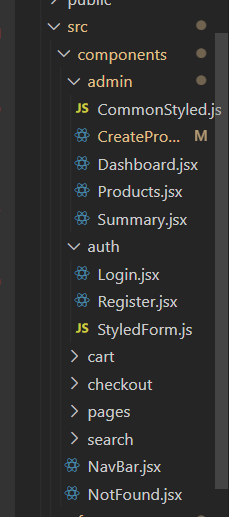 public
src
components
admin
JS CommonStyled.js
CreatePro... M
Dashboard.jsx
Products.jsx
Summary.jsx
auth
Login.jsx
Register.jsx
JS StyledForm.js
cart
checkout
pages
search
NavBar.jsx
NotFound.jsx